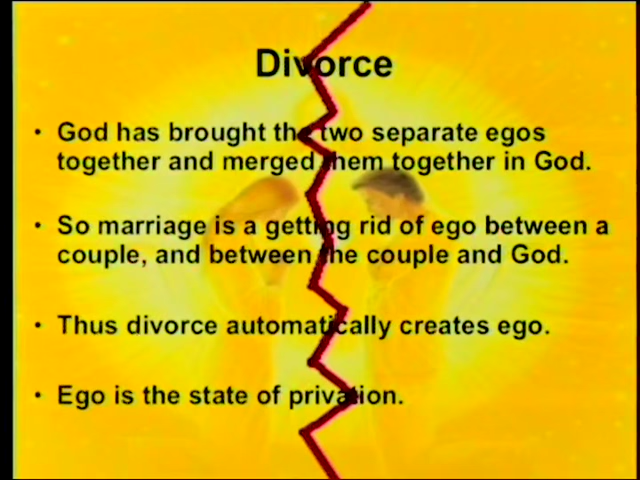 Divorce
• God has brought the two separate egos
together and merged them together in God.
• So marriage is a getting rid of ego between a
couple, and between the couple and God.
• Thus divorce automatically creates ego.
• Ego is the state of privation.